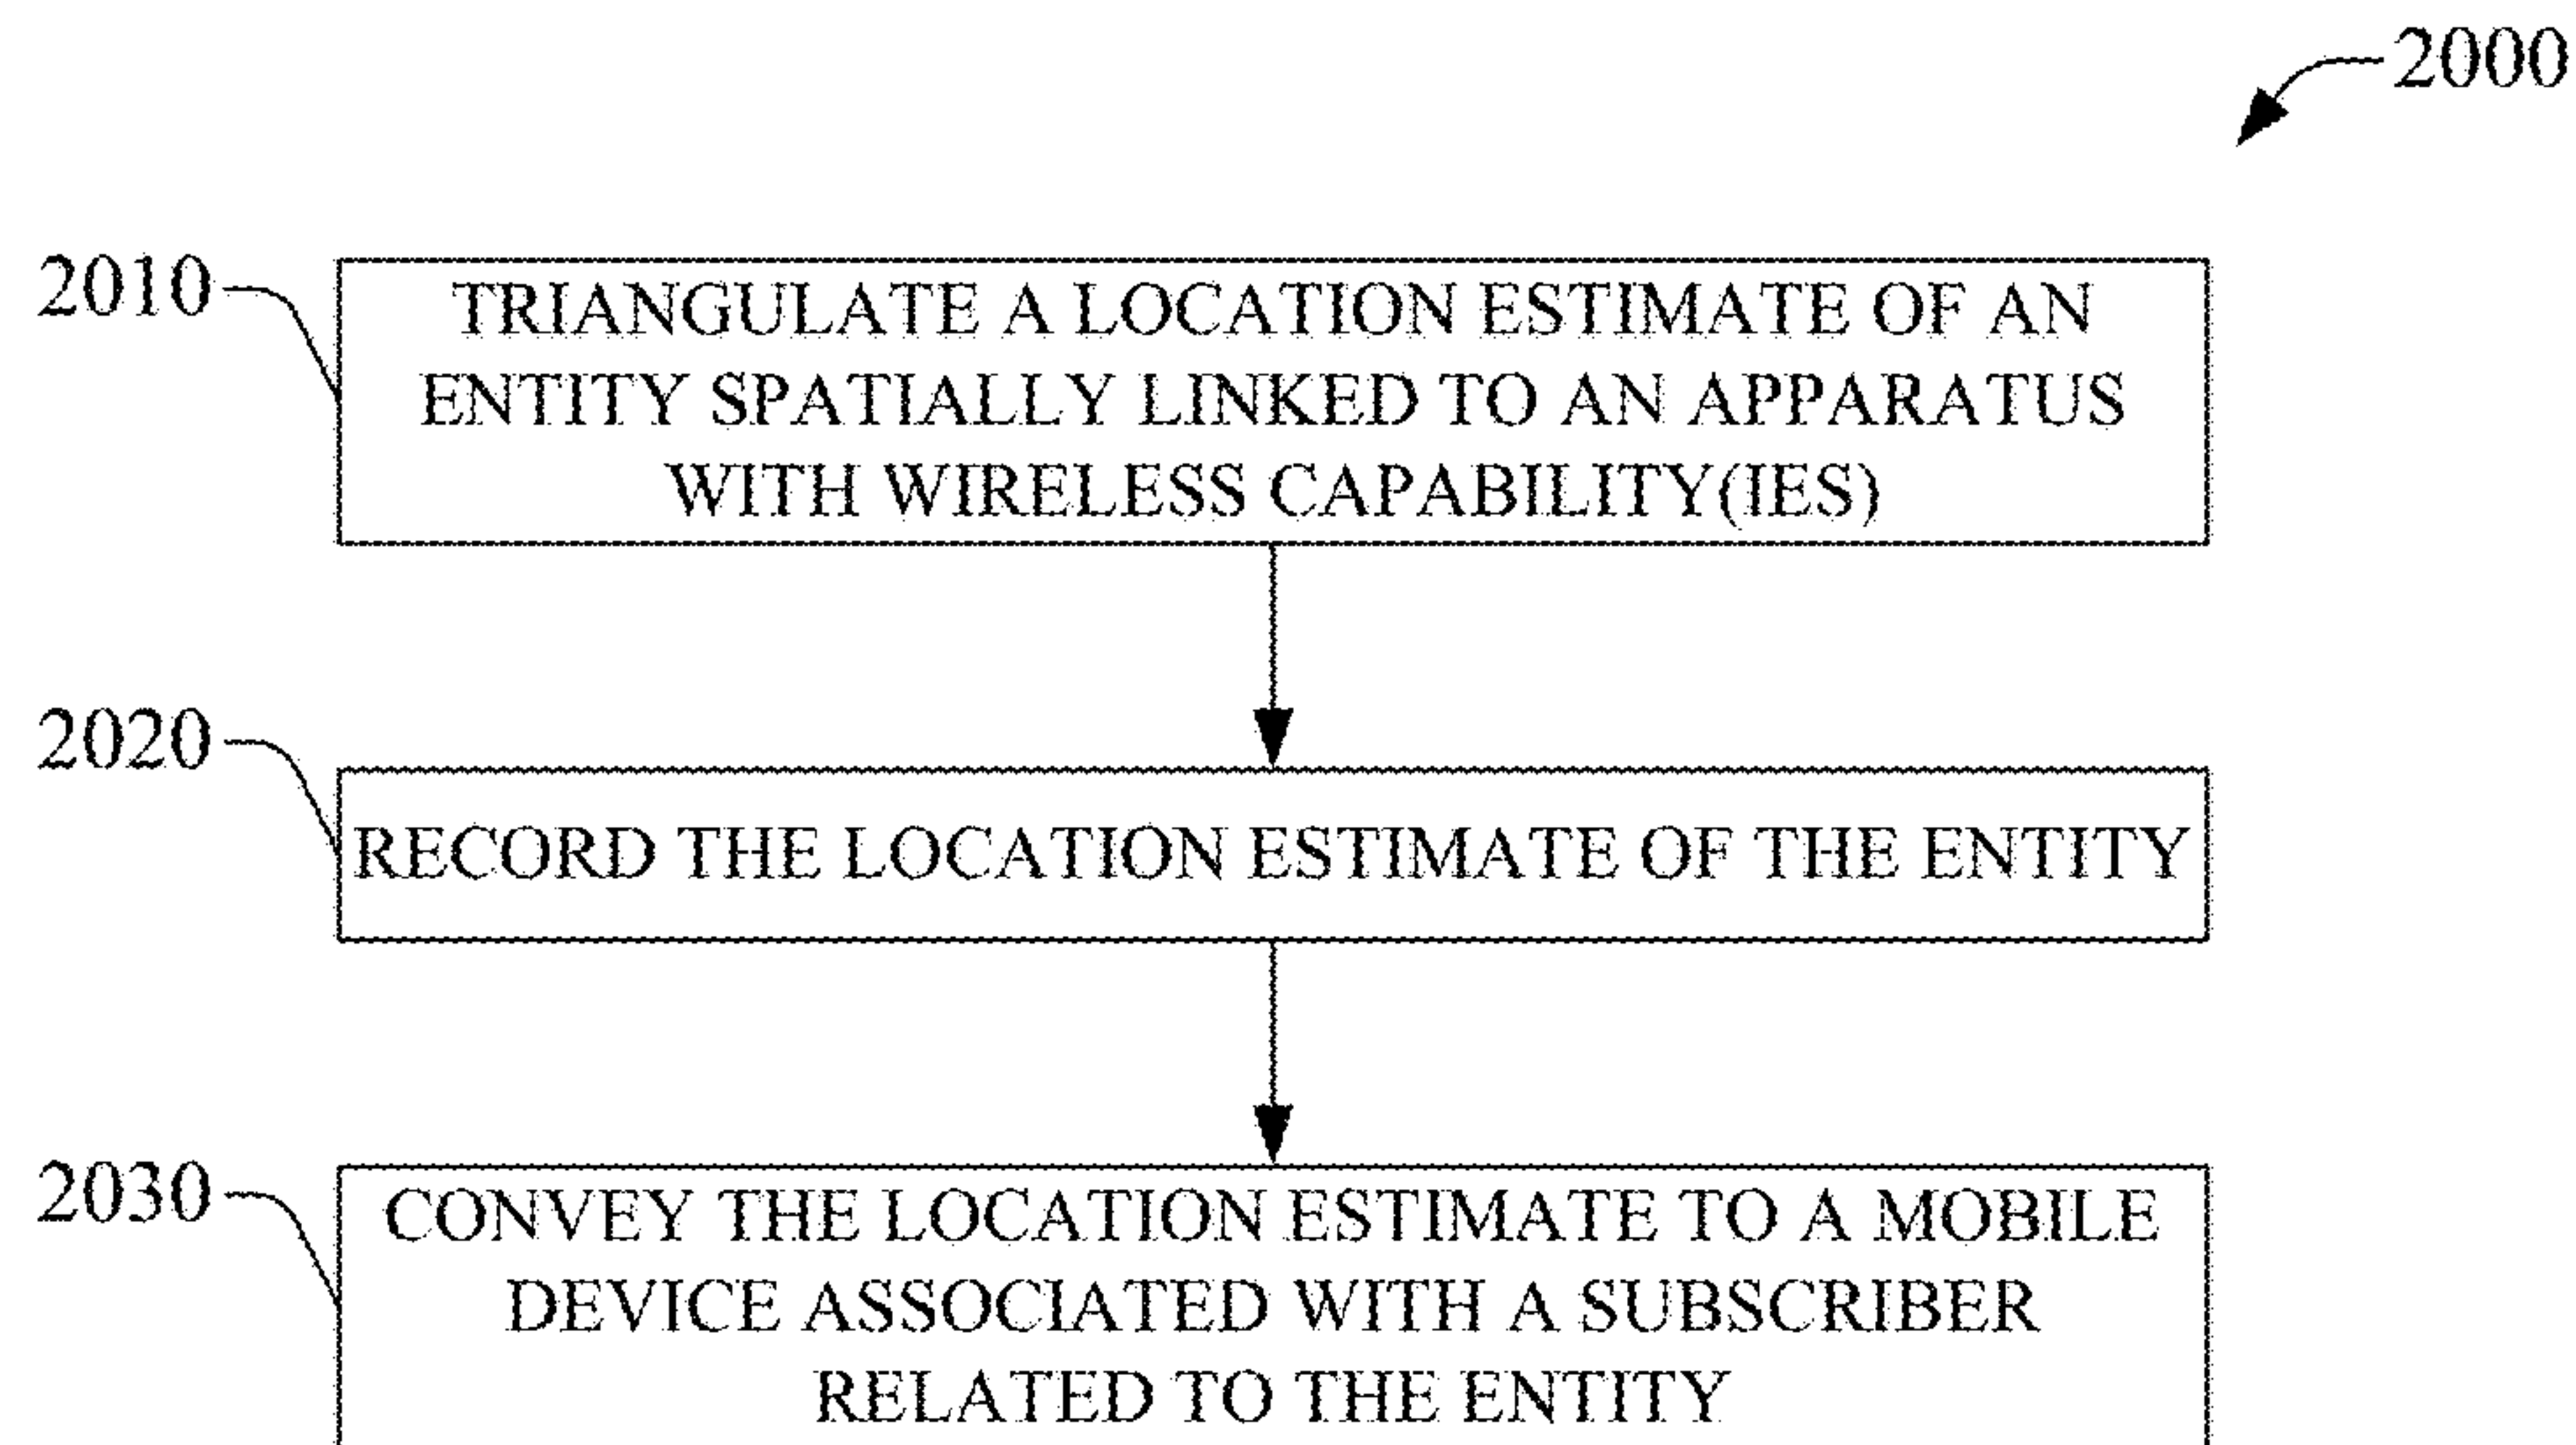 2000
2010
TRIANGULATE A LOCATION ESTIMATE OF AN
ENTITY SPATIALLY LINKED TO AN APPARATUS
WITH WIRELESS CAPABILITY(IES)
2020
RECORD THE LOCATION ESTIMATE OF THE ENTITY
2030
CONVEY THE LOCATION ESTIMATE TO A MOBILE
DEVICE ASSOCIATED WITH A SUBSCRIBER
RELATED TO THE ENTITY